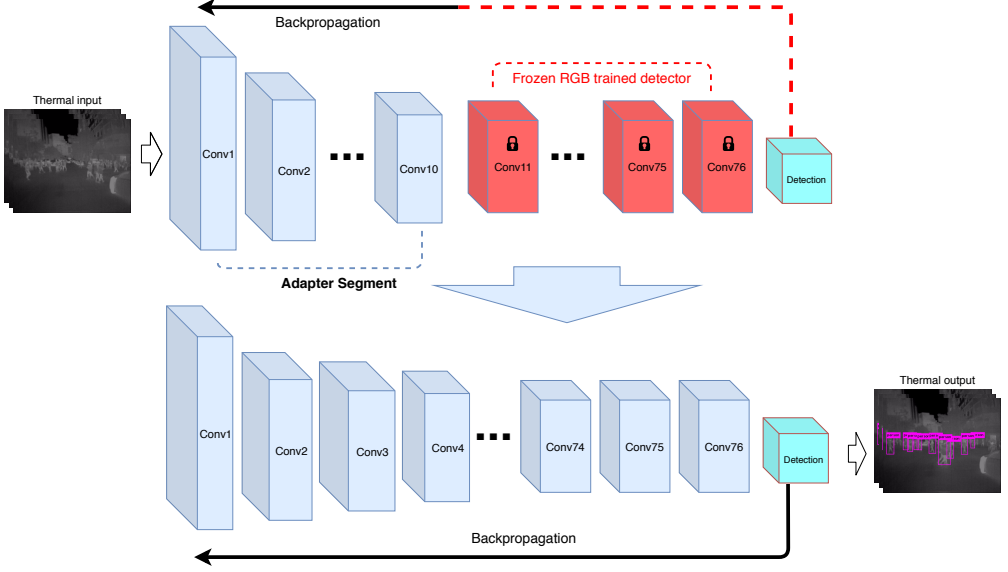 Backpropagation
Frozen RGB trained detector
Thermal input
Conv1
Conv2
Conv10
Conv11
Conv75
Conv76
Detection
Adapter Segment
Thermal output
Conv1
Conv2
Conv3
Conv4
Conv74
Conv75
Conv76
Detection
Backpropagation